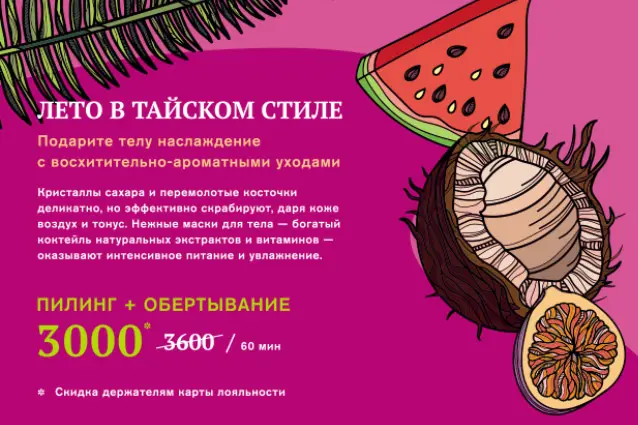 ЛЕТО В ТАЙСКОМ СТИЛЕ
Подарите телу наслаждение
с восхитительно-ароматными уходами
Кристаллы сахара и перемолотые косточки
деликатно, но эффективно скрабируют, даря коже
воздух и тонус. Нежные маски для тела — богатый
коктейль натуральных экстрактов и витаминов —
оказывают интенсивное питание и увлажнение.
ПИЛИНГ + ОБЕРТЫВАНИЕ
3000* 3600 / 60 мин
* Скидка держателям карты лояльности